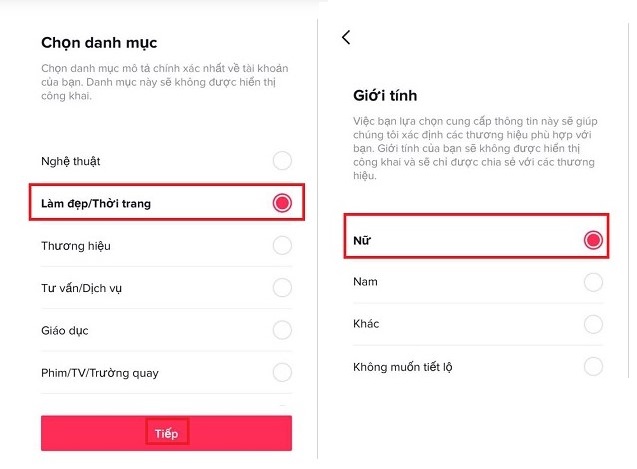 Chọn danh mục
Chọn danh mục mô tả chính xác nhất về tài khoản
của bạn. Danh mục này sẽ không được hiển thị
công khai.
Nghệ thuật
Làm đẹp/Thời trang
Thương hiệu
Tư vấn/Dịch vụ
Giáo dục
Phim/TV/Trường quay
Tiếp
Giới tính
Việc bạn lựa chọn cung cấp thông tin này sẽ giúp
chúng tôi xác định các thương hiệu phù hợp với
bạn. Giới tính của bạn sẽ không được hiển thị
công khai và sẽ chỉ được chia sẻ với các thương
hiệu.
Nữ
Nam
Khác
Không muốn tiết lộ